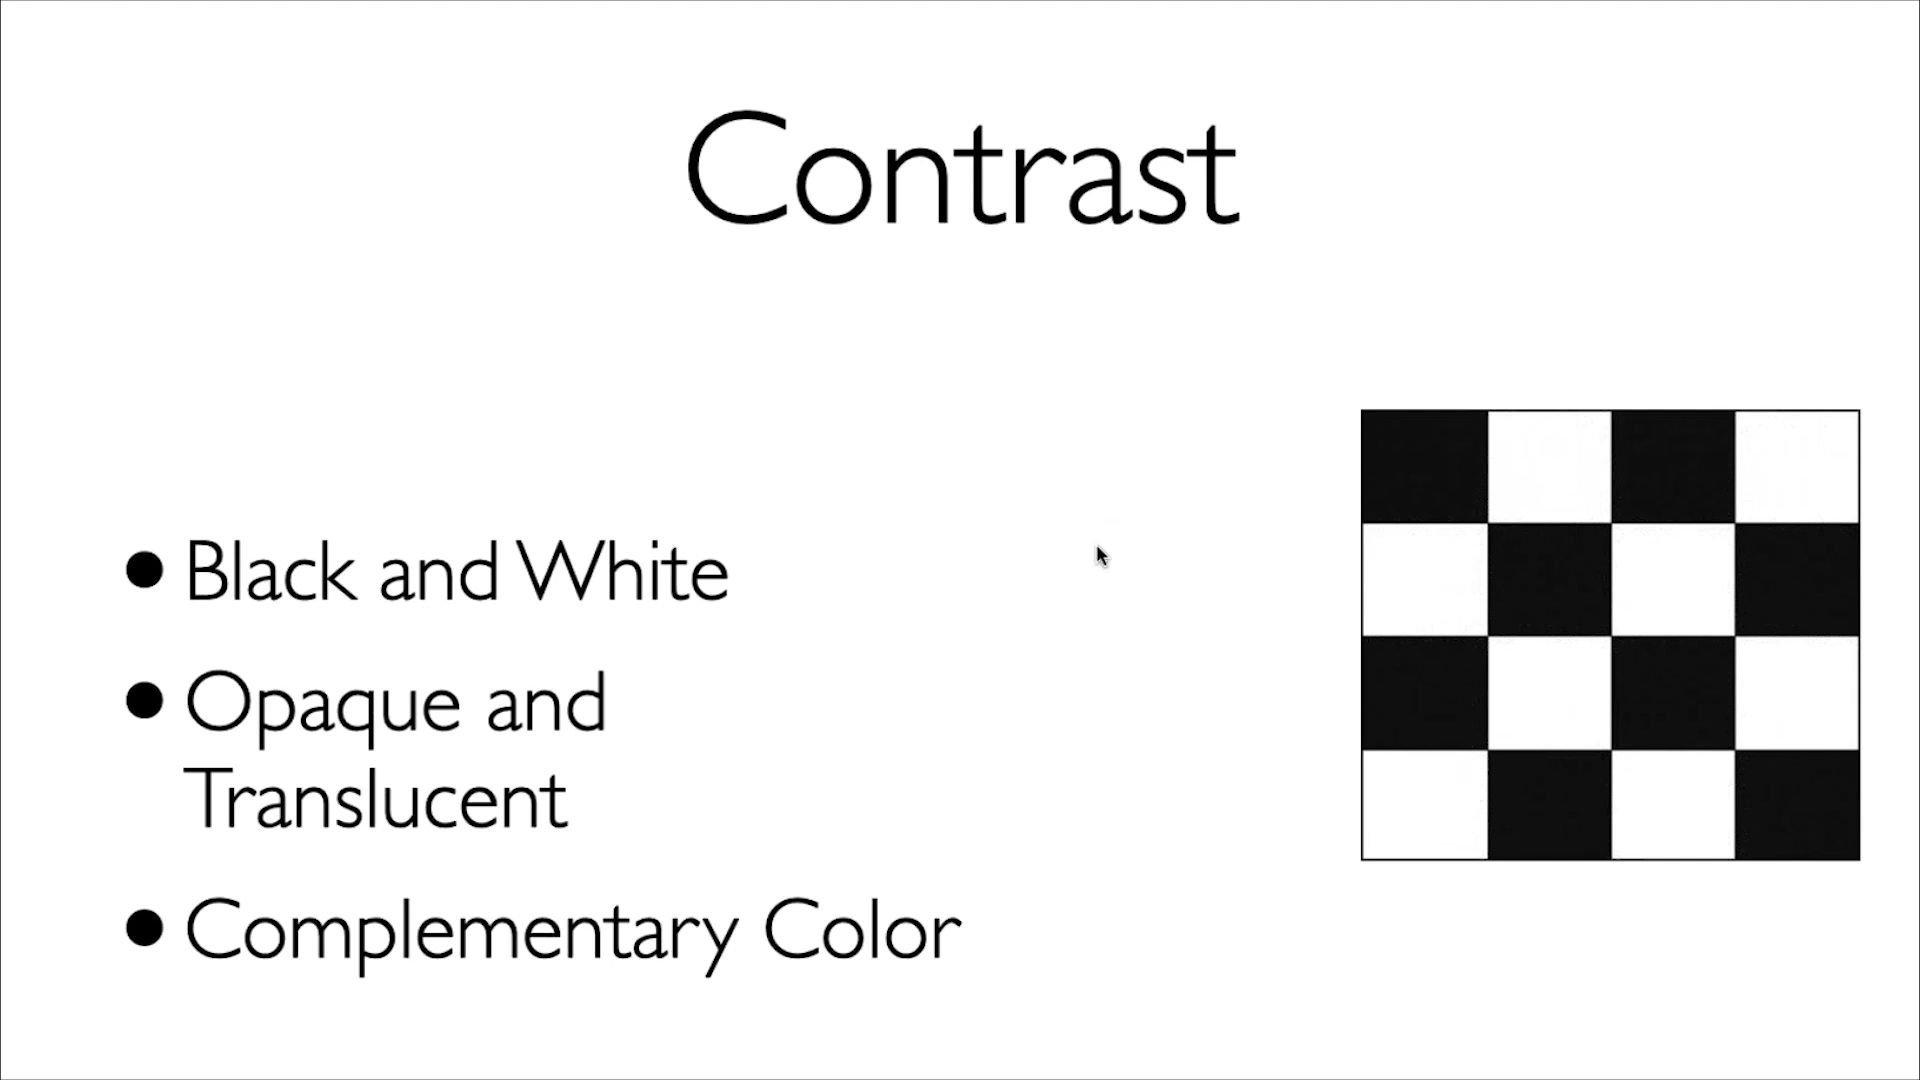 Contrast
• Black and White
• Opaque and
Translucent
• Complementary Color